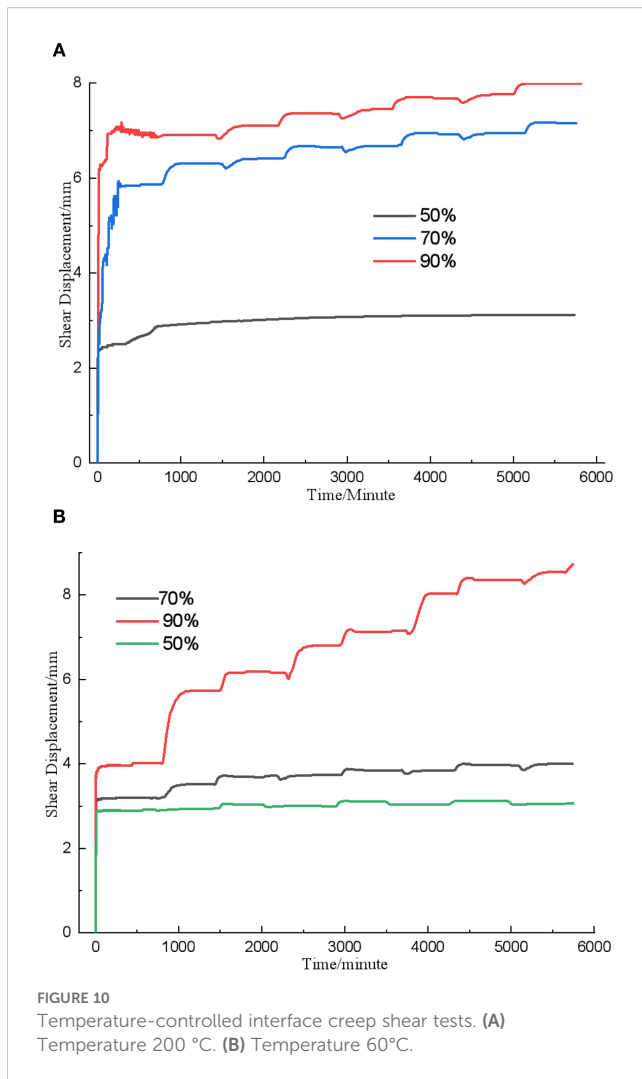 A
8
6
4
2
0
Shear Displacement/mm
50%
70%
90%
0 1000 2000 3000 4000 5000 6000
Time/Minute
B
8
6
4
2
0
Shear Displacement/mm
70%
90%
50%
0 1000 2000 3000 4000 5000 6000
Time/minute
FIGURE 10
Temperature-controlled interface creep shear tests. (A)
Temperature 200 °C. (B) Temperature 60°C.